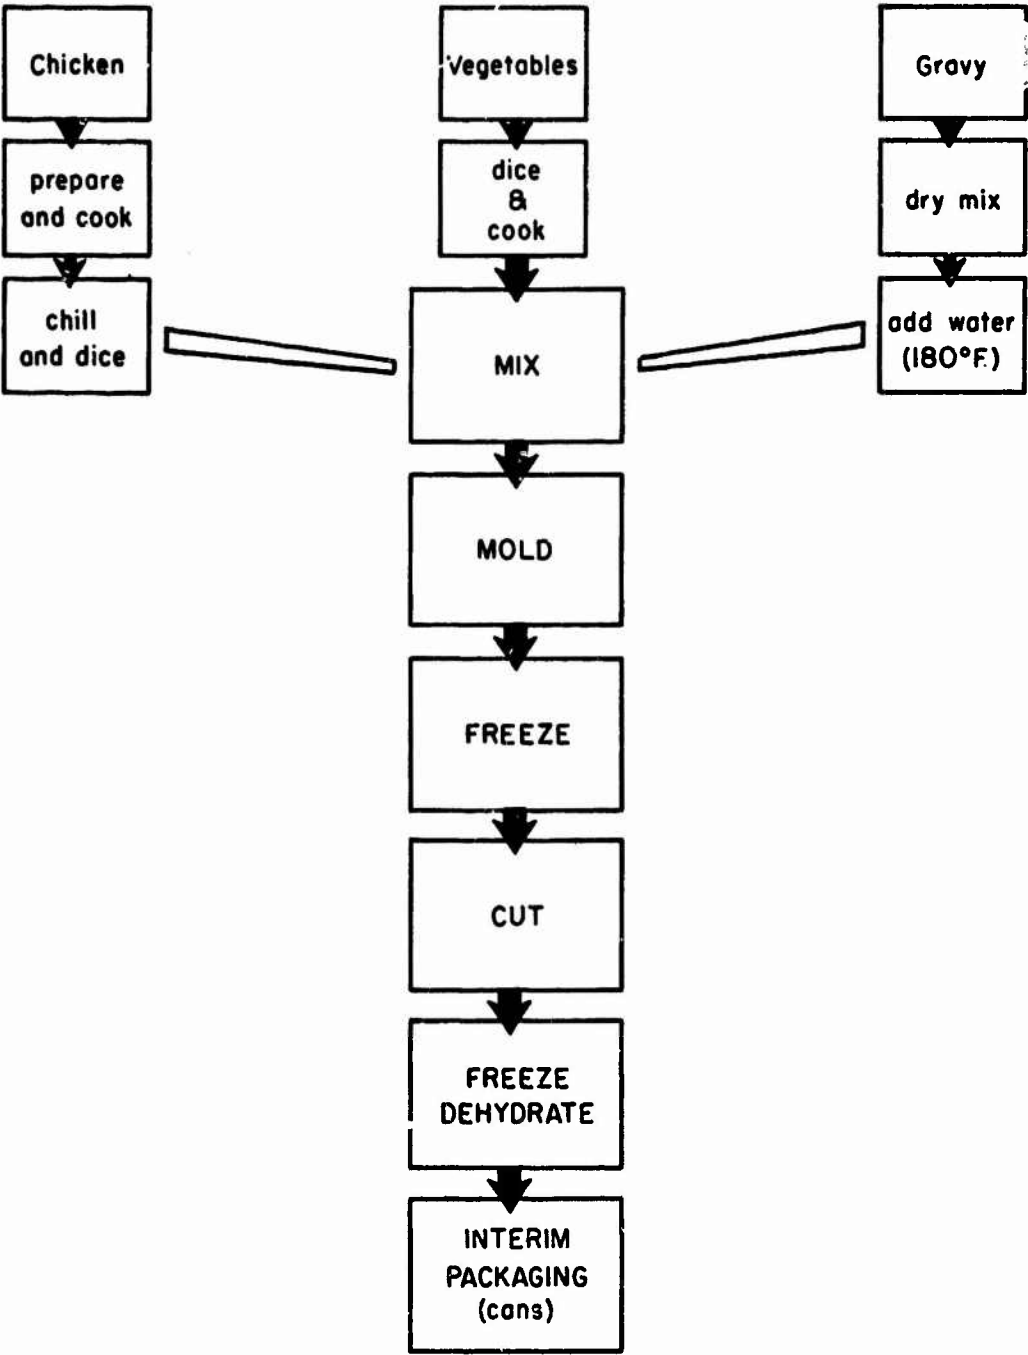 Chicken
prepare
and cook
chill
and dice
Vegetables
dice
&
cook
Gravy
dry mix
add water
(180°F.)
MIX
MOLD
FREEZE
CUT
FREEZE
DEHYDRATE
INTERIM
PACKAGING
(cans)